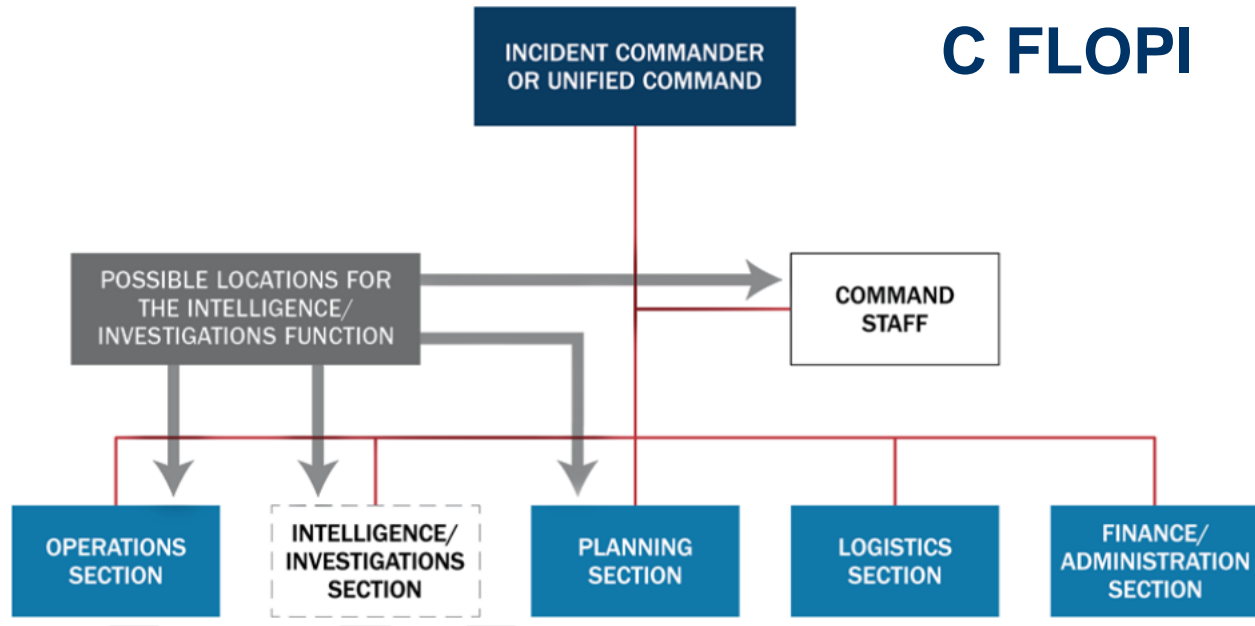 C FLOPI
INCIDENT COMMANDER
OR UNIFIED COMMAND
POSSIBLE LOCATIONS FOR
THE INTELLIGENCE/
INVESTIGATIONS FUNCTION
COMMAND
STAFF
OPERATIONS
SECTION
INTELLIGENCE/
INVESTIGATIONS
SECTION
PLANNING
SECTION
LOGISTICS
SECTION
FINANCE/
ADMINISTRATION
SECTION